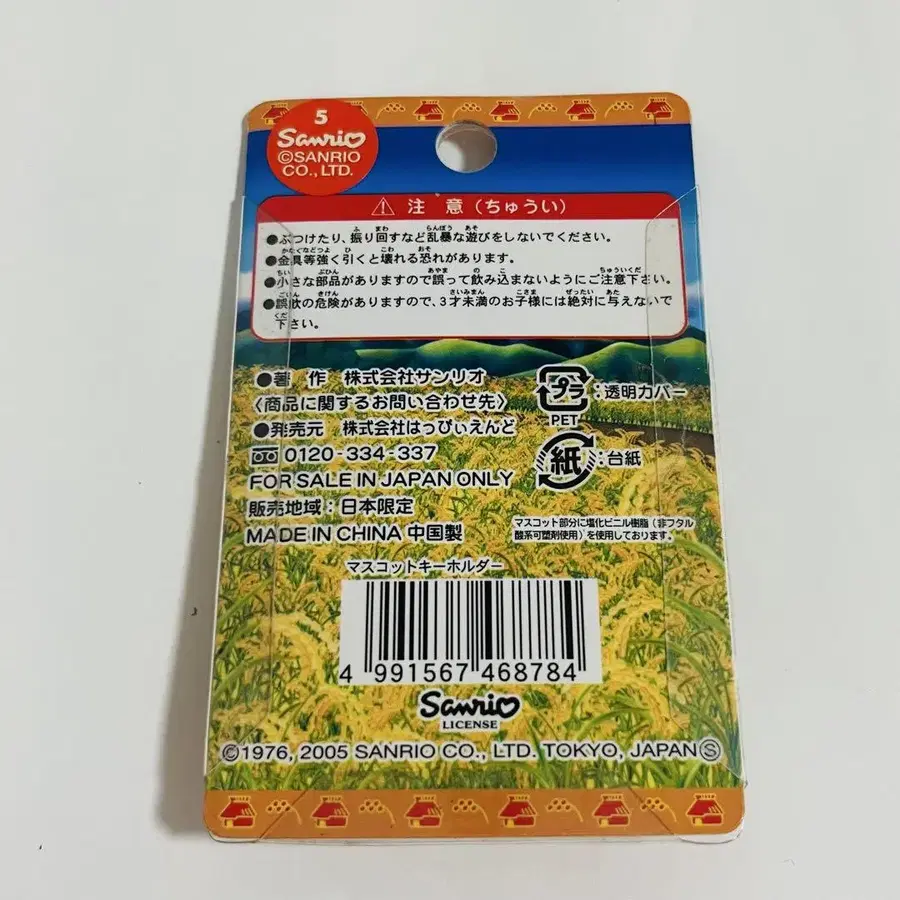 5
Sanrio
©SANRIO
CO., LTD.
⚠ 注 意（ちゅうい）
●ぶつけたり、振り回すなど乱暴な遊びをしないでください。
●金具等強く引くと壊れる恐れがあります。
●小さな部品がありますので誤って飲み込まないようにご注意下さい。
●誤飲の危険がありますので、3才未満のお子様には絶対に与えないで
下さい。
●著 作 株式会社サンリオ
〈商品に関するお問い合わせ先〉
●発売元 株式会社はっぴぃえんど
0120-334-337
FOR SALE IN JAPAN ONLY
販売地域：日本限定
MADE IN CHINA 中国製
プラ：透明カバー
PET
紙：台紙
マスコット部分に塩化ビニル樹脂（非フタル
酸系可塑剤使用）を使用しております。
マスコットキーホルダー
4 991567 468784
Sanrio
LICENSE
©1976, 2005 SANRIO CO., LTD. TOKYO, JAPAN Ⓢ